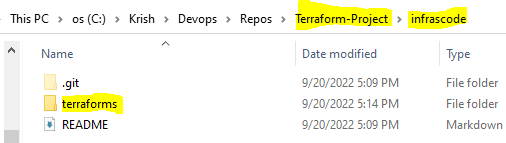 This PC > os (C:) > Krish > Devops > Repos > Terraform-Project > infrascode
Name Date modified Type
.git 9/20/2022 5:09 PM File folder
terraforms 9/20/2022 5:14 PM File folder
README 9/20/2022 5:09 PM Markdown